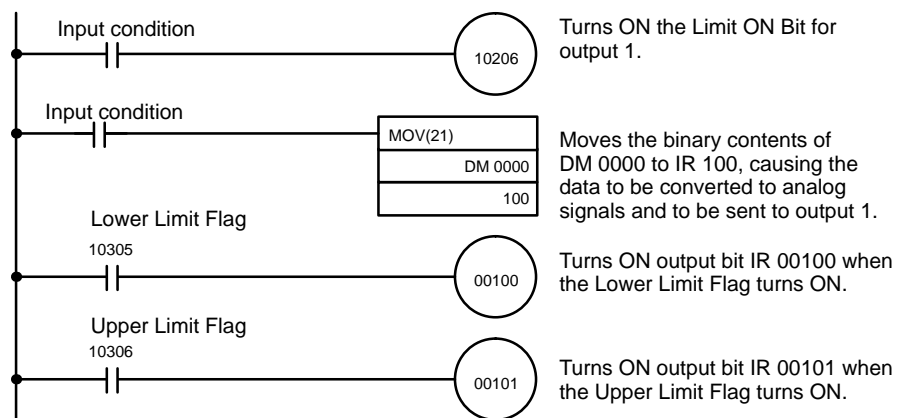 Input condition
10206
Turns ON the Limit ON Bit for
output 1.
Input condition
MOV(21)
DM 0000
100
Moves the binary contents of
DM 0000 to IR 100, causing the
data to be converted to analog
signals and to be sent to output 1.
Lower Limit Flag
10305
00100
Turns ON output bit IR 00100 when
the Lower Limit Flag turns ON.
Upper Limit Flag
10306
00101
Turns ON output bit IR 00101 when
the Upper Limit Flag turns ON.